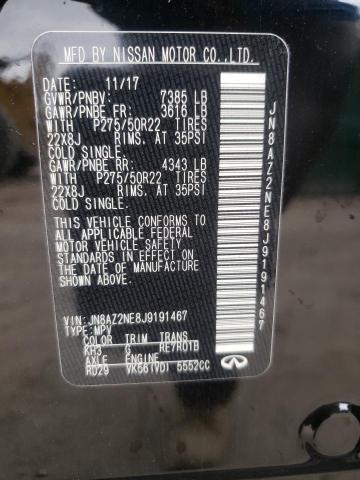 MFD BY NISSAN MOTOR CO.,LTD.
DATE: 11/17
GVWR/PNBV: 7385 LB
GAWR/PNBE FR: 3616 LB
WITH P275/50R22 TIRES
22X8J RIMS. AT 35PSI
COLD SINGLE.
GAWR/PNBE RR: 4343 LB
WITH P275/50R22 TIRES
22X8J RIMS. AT 35PSI
COLD SINGLE.
THIS VEHICLE CONFORMS TO ALL
APPLICABLE FEDERAL
MOTOR VEHICLE SAFETY
STANDARDS IN EFFECT ON THE
DATE OF MANUFACTURE
SHOWN ABOVE.
VIN: JN8AZ2NE8J9191467
TYPE:MPV
COLOR TRIM TRANS
KH3 G RE7R01B
AXLE ENGINE
RD29 VK56(VD) 5552CC
INFINITI
JN8AZ2NE8J9191467